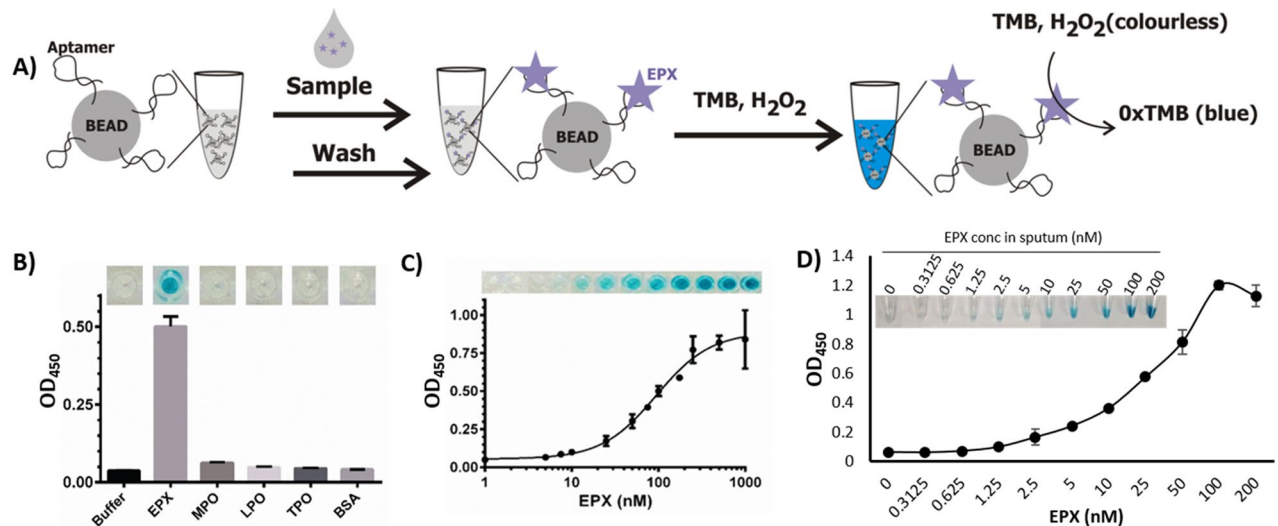 A)
Aptamer
BEAD
Sample
Wash
EPX
BEAD
TMB, H2O2
BEAD
TMB, H2O2(colourless)
0xTMB (blue)
B)
OD450
0.50
0.25
0.00
Buffer
EPX
MPO
LPO
TPO
BSA
C)
OD450
1.00
0.75
0.50
0.25
0.00
1
10
100
1000
EPX (nM)
D)
EPX conc in sputum (nM)
0
0.3125
0.625
1.25
2.5
5
10
25
50
100
200
OD450
1.4
1.2
1
0.8
0.6
0.4
0.2
0
0
0.3125
0.625
1.25
2.5
5
10
25
50
100
200
EPX (nM)